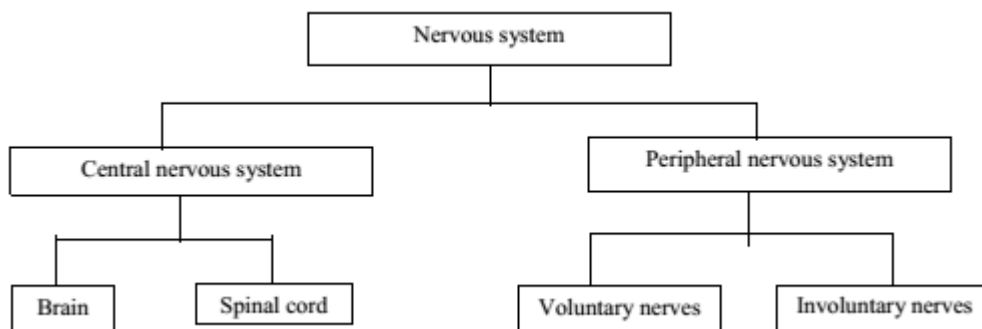 Nervous system
Central nervous system
Peripheral nervous system
Brain
Spinal cord
Voluntary nerves
Involuntary nerves